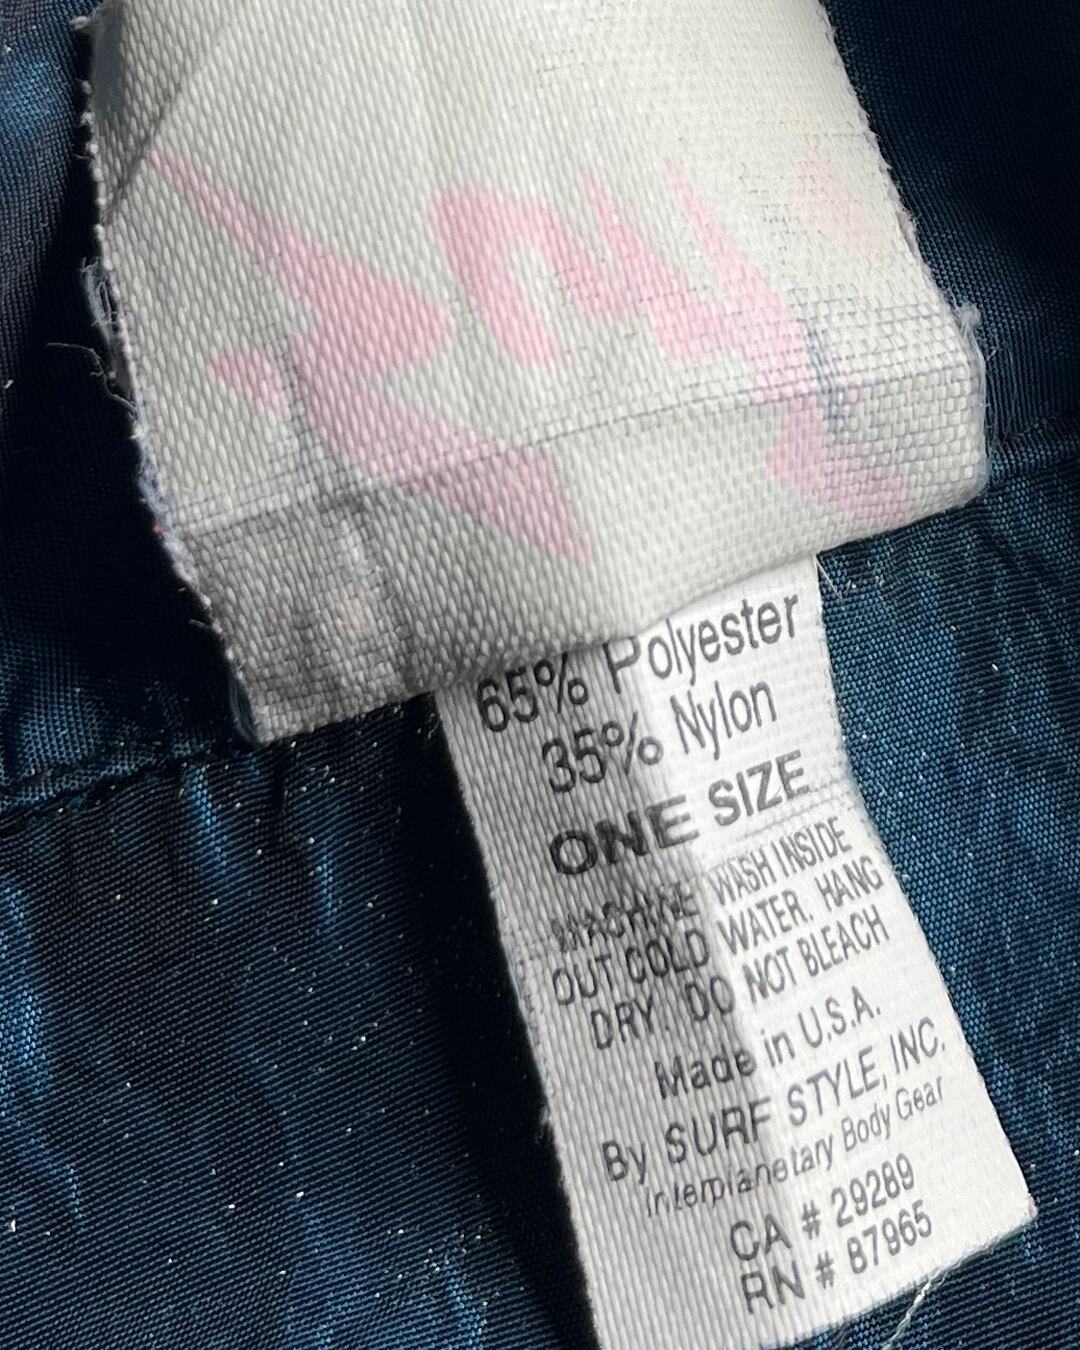 65% Polyester
35% Nylon
ONE SIZE
MACHINE WASH INSIDE
OUT COLD WATER. HANG
DRY. DO NOT BLEACH
Made in U.S.A.
By SURF STYLE, INC.
Interplanetary Body Gear
CA # 29289
RN # 87965